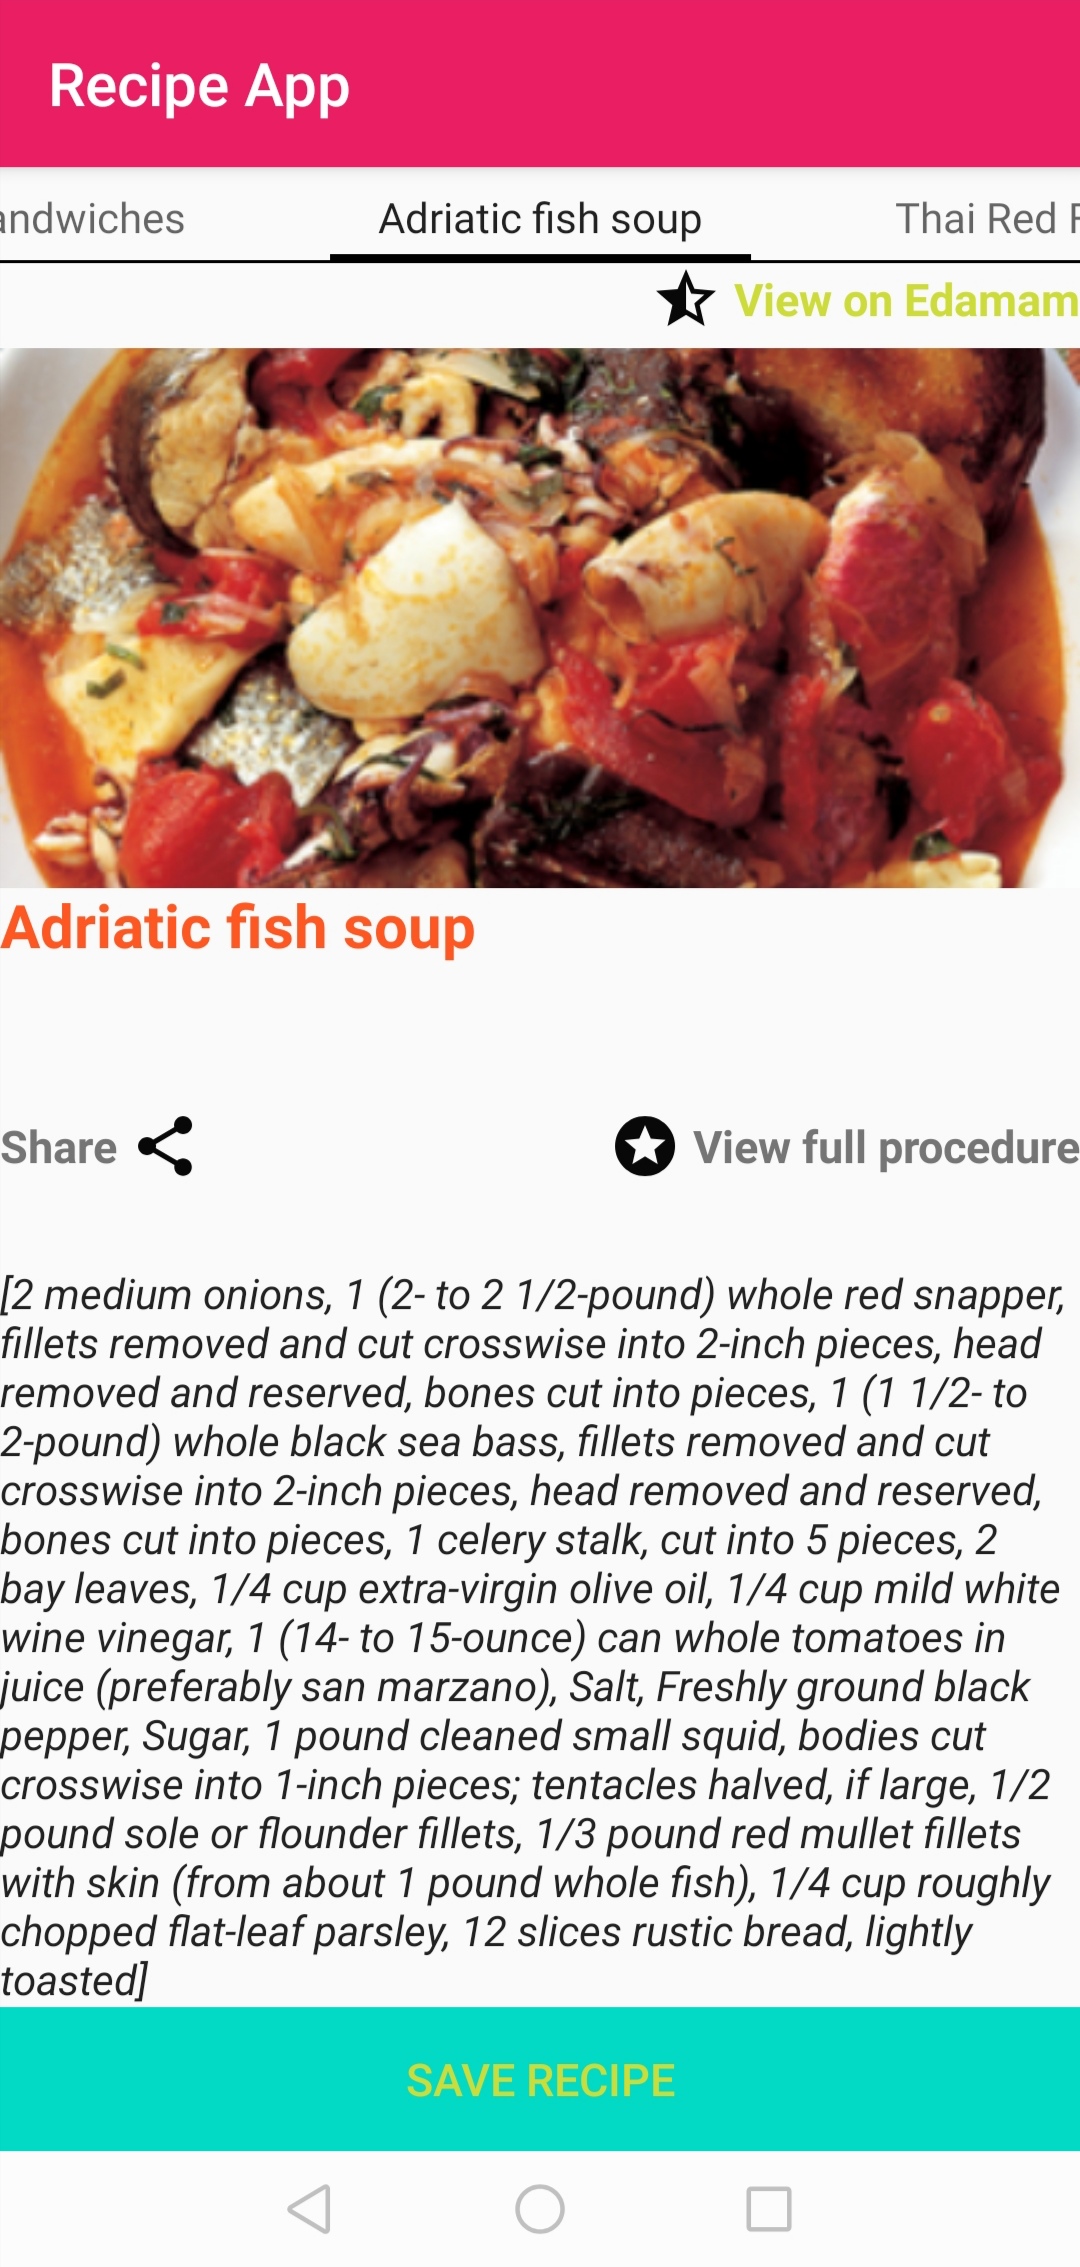 Recipe App
andwiches
Adriatic fish soup
Thai Red
View on Edamam
Adriatic fish soup
Share
View full procedure
[2 medium onions, 1 (2- to 2 1/2-pound) whole red snapper,
fillets removed and cut crosswise into 2-inch pieces, head
removed and reserved, bones cut into pieces, 1 (1 1/2- to
2-pound) whole black sea bass, fillets removed and cut
crosswise into 2-inch pieces, head removed and reserved,
bones cut into pieces, 1 celery stalk, cut into 5 pieces, 2
bay leaves, 1/4 cup extra-virgin olive oil, 1/4 cup mild white
wine vinegar, 1 (14- to 15-ounce) can whole tomatoes in
juice (preferably san marzano), Salt, Freshly ground black
pepper, Sugar, 1 pound cleaned small squid, bodies cut
crosswise into 1-inch pieces; tentacles halved, if large, 1/2
pound sole or flounder fillets, 1/3 pound red mullet fillets
with skin (from about 1 pound whole fish), 1/4 cup roughly
chopped flat-leaf parsley, 12 slices rustic bread, lightly
toasted]
SAVE RECIPE